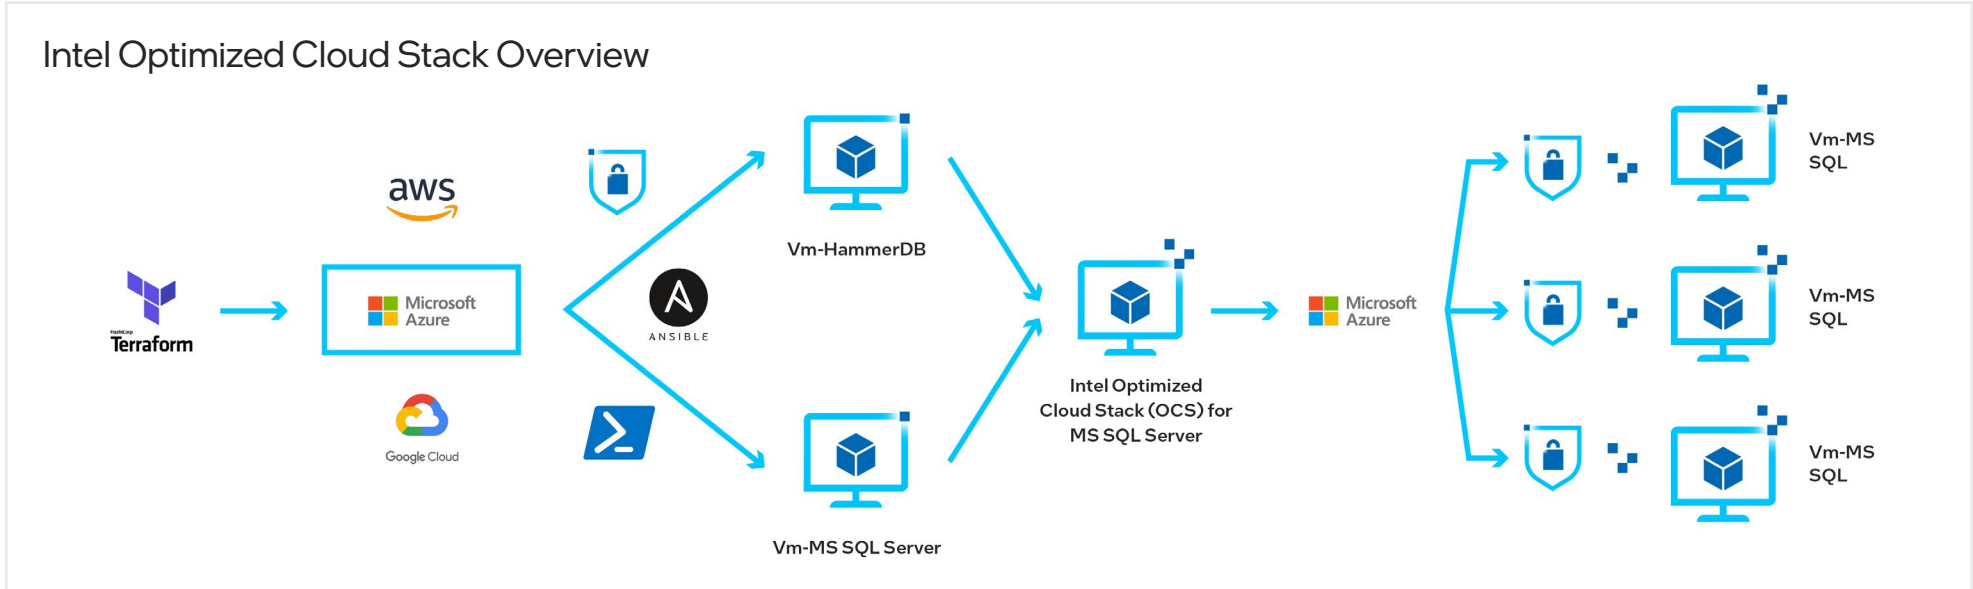 Intel Optimized Cloud Stack Overview
aws
HashiCorp
Terraform
Microsoft
Azure
Google Cloud
ANSIBLE
Vm-HammerDB
Vm-MS SQL Server
Intel Optimized
Cloud Stack (OCS) for
MS SQL Server
Microsoft
Azure
Vm-MS
SQL
Vm-MS
SQL
Vm-MS
SQL